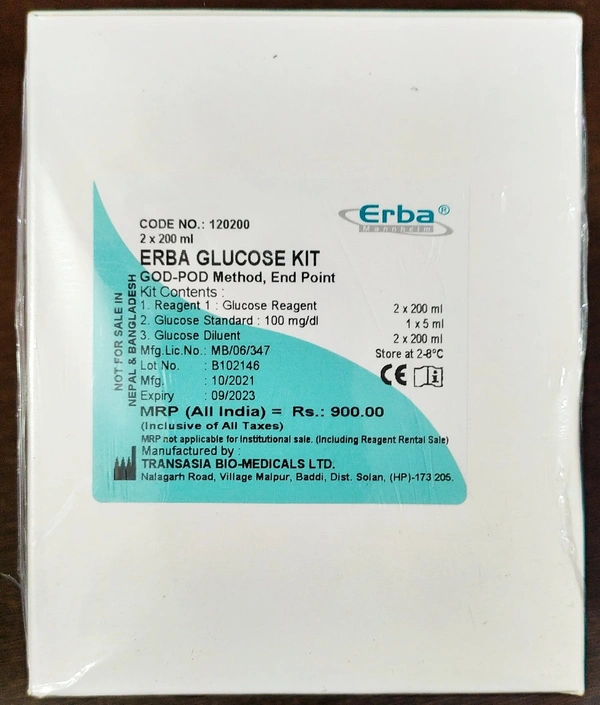 Erba®
Mannheim
CODE NO.: 120200
2 x 200 ml
ERBA GLUCOSE KIT
GOD-POD Method, End Point
Kit Contents :
1. Reagent 1 : Glucose Reagent 2 x 200 ml
2. Glucose Standard : 100 mg/dl 1 x 5 ml
3. Glucose Diluent 2 x 200 ml
Store at 2-8°C
Mfg.Lic.No.: MB/06/347
Lot No. : B102146
Mfg. : 10/2021
Expiry : 09/2023
CE
i
NOT FOR SALE IN
NEPAL & BANGLADESH
MRP (All India) = Rs.: 900.00
(Inclusive of All Taxes)
MRP not applicable for Institutional sale. (Including Reagent Rental Sale)
Manufactured by :
TRANSASIA BIO-MEDICALS LTD.
Nalagarh Road, Village Malpur, Baddi, Dist. Solan, (HP)-173 205.